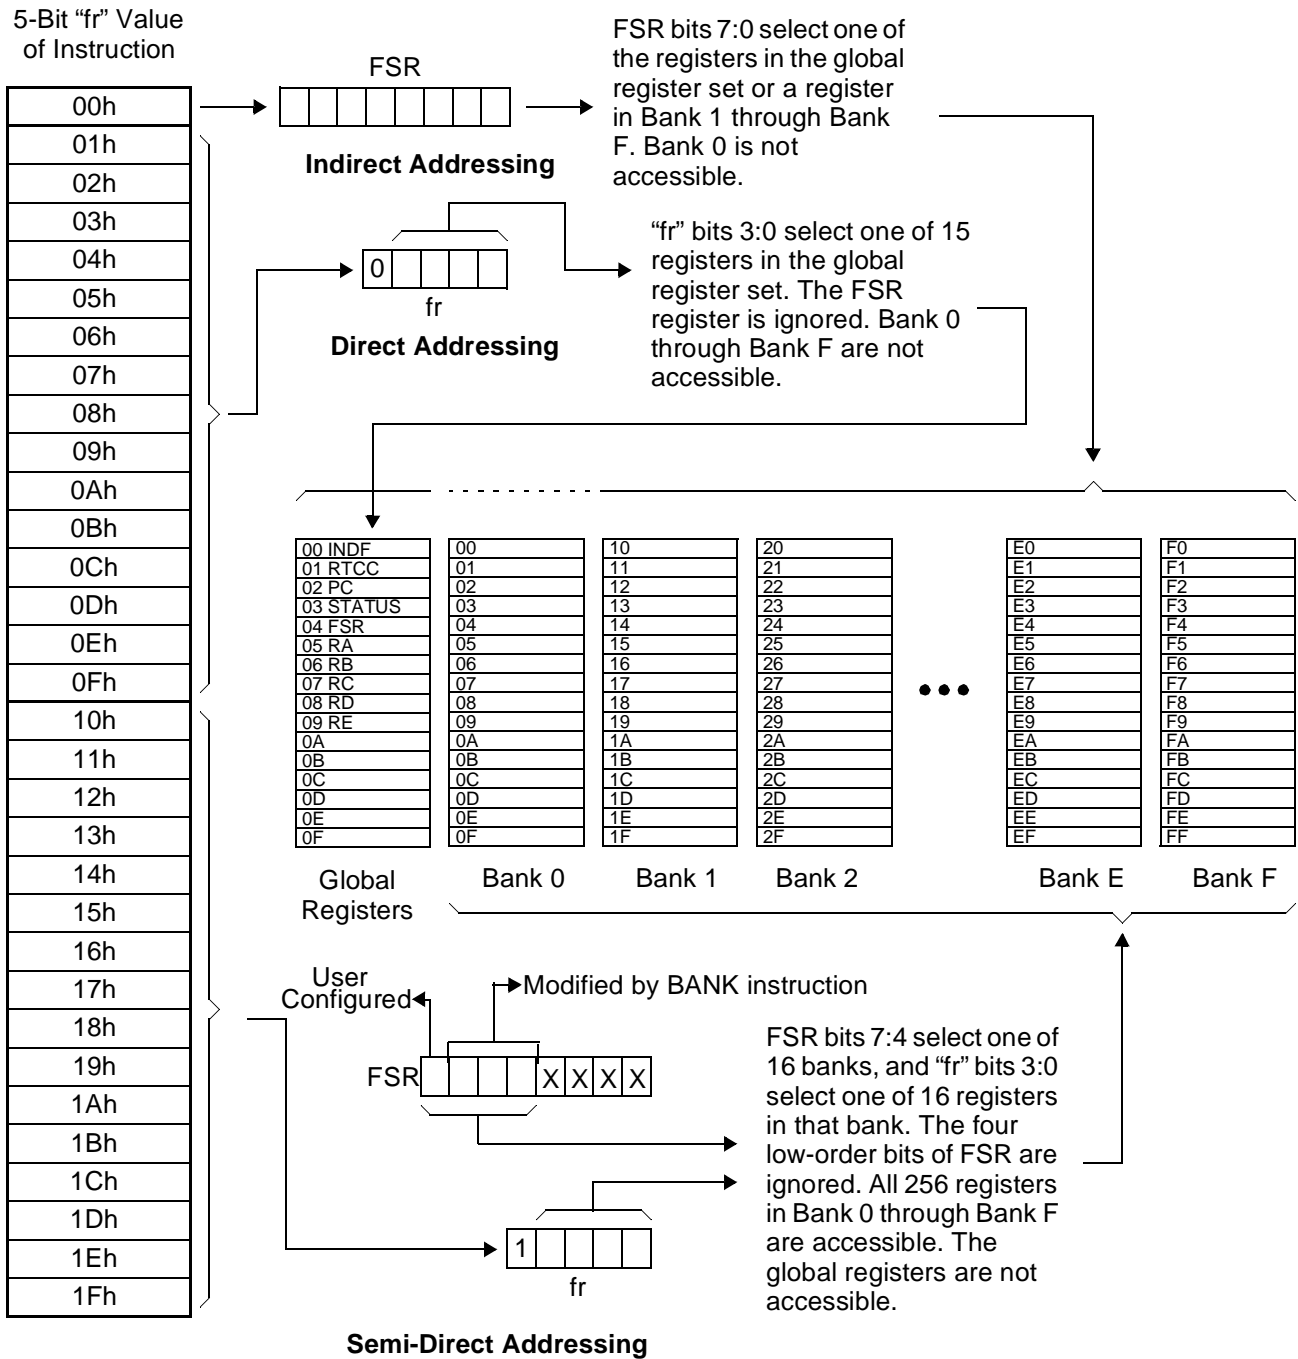 5-Bit “fr” Value
of Instruction
00h
01h
02h
03h
04h
05h
06h
07h
08h
09h
0Ah
0Bh
0Ch
0Dh
0Eh
0Fh
10h
11h
12h
13h
14h
15h
16h
17h
18h
19h
1Ah
1Bh
1Ch
1Dh
1Eh
1Fh
FSR
Indirect Addressing
FSR bits 7:0 select one of
the registers in the global
register set or a register
in Bank 1 through Bank
F. Bank 0 is not
accessible.
0
fr
Direct Addressing
“fr” bits 3:0 select one of 15
registers in the global
register set. The FSR
register is ignored. Bank 0
through Bank F are not
accessible.
00 INDF
01 RTCC
02 PC
03 STATUS
04 FSR
05 RA
06 RB
07 RC
08 RD
09 RE
0A
0B
0C
0D
0E
0F
Global
Registers
00
01
02
03
04
05
06
07
08
09
0A
0B
0C
0D
0E
0F
Bank 0
10
11
12
13
14
15
16
17
18
19
1A
1B
1C
1D
1E
1F
Bank 1
20
21
22
23
24
25
26
27
28
29
2A
2B
2C
2D
2E
2F
Bank 2
E0
E1
E2
E3
E4
E5
E6
E7
E8
E9
EA
EB
EC
ED
EE
EF
Bank E
F0
F1
F2
F3
F4
F5
F6
F7
F8
F9
FA
FB
FC
FD
FE
FF
Bank F
User
Configured
Modified by BANK instruction
FSR
X X X X
1
fr
Semi-Direct Addressing
FSR bits 7:4 select one of
16 banks, and “fr” bits 3:0
select one of 16 registers
in that bank. The four
low-order bits of FSR are
ignored. All 256 registers
in Bank 0 through Bank F
are accessible. The
global registers are not
accessible.